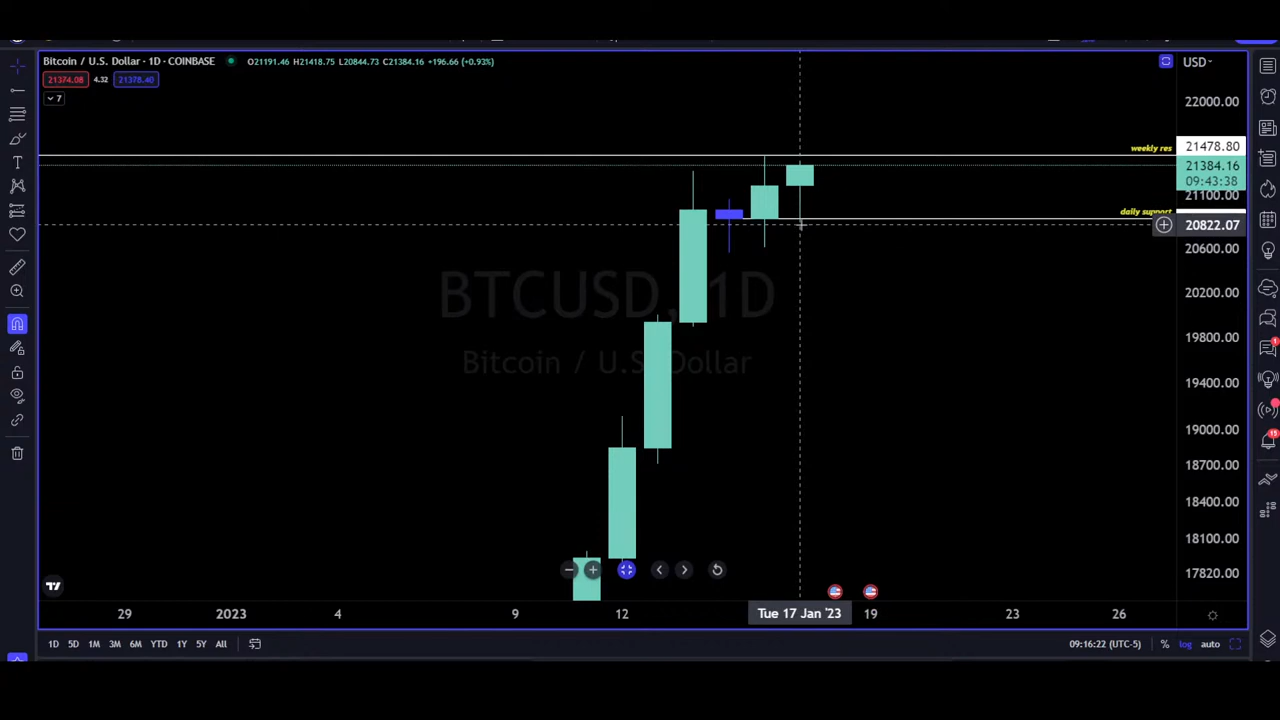 Bitcoin / U.S. Dollar · 1D · COINBASE O21191.46 H21418.75 L20844.73 C21384.16 +196.66 (+0.93%)
21374.08 4.32 21378.40
7
USD
22000.00
weekly res 21478.80
21384.16
09:43:38
21100.00
daily support
20822.07
20600.00
BTCUSD, 1D
20200.00
19800.00
Bitcoin / U.S. Dollar
19400.00
19000.00
18700.00
18400.00
18100.00
17820.00
29 2023 4 9 12 Tue 17 Jan '23 19 23 26
1D 5D 1M 3M 6M YTD 1Y 5Y All 09:16:22 (UTC-5) % log auto